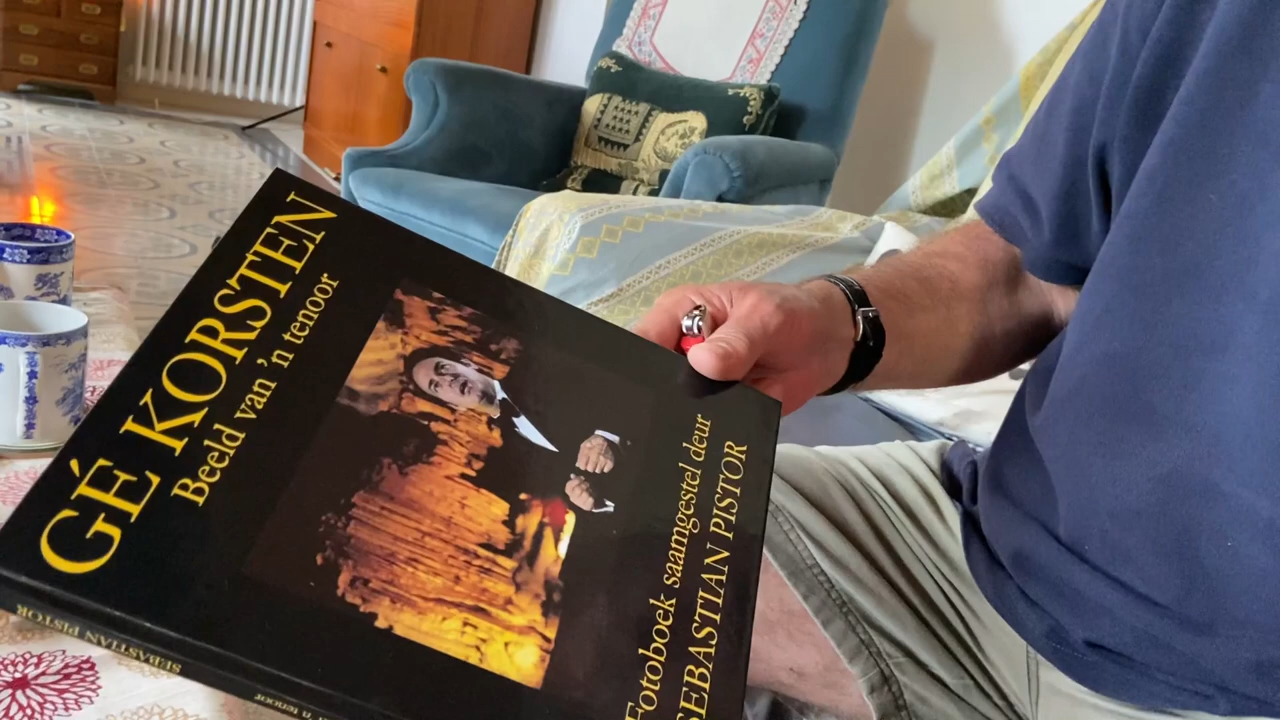 GÉ KORSTEN
Beeld van 'n tenoor
Fotoboek saamgestel deur
SEBASTIAN PISTOR
SEBASTIAN PISTOR
'n tenoor